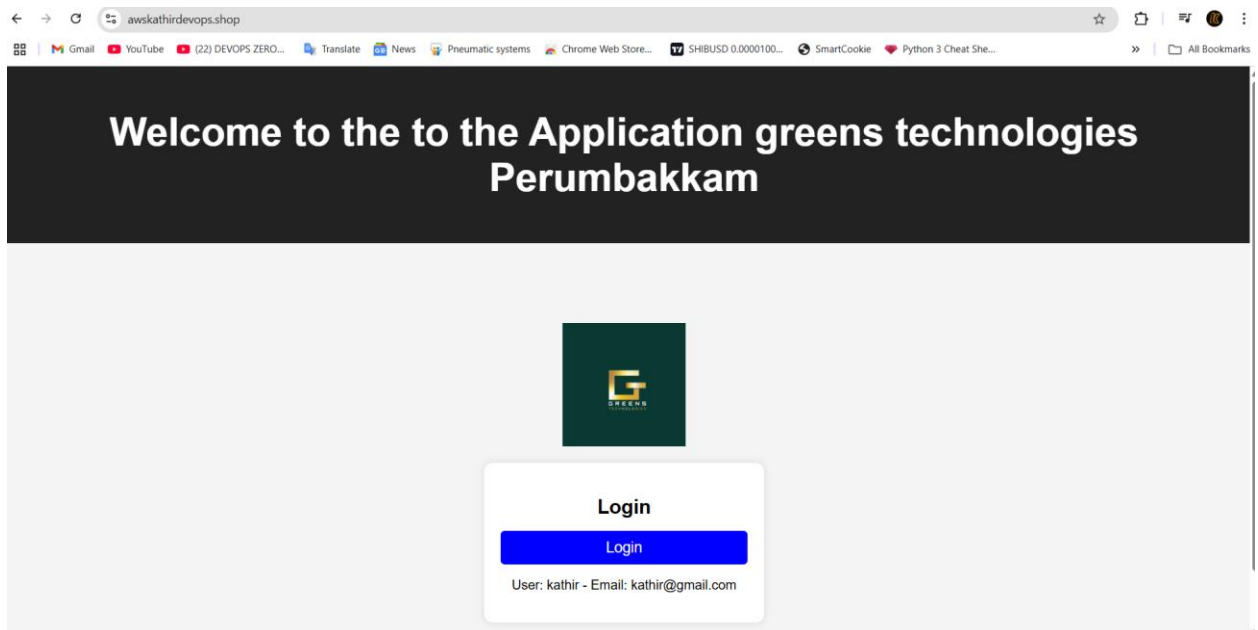 awskathirdevops.shop
Gmail YouTube (22) DEVOPS ZERO... Translate News Pneumatic systems Chrome Web Store... SHIBUSD 0.0000100... SmartCookie Python 3 Cheat She... » All Bookmarks
Welcome to the to the Application greens technologies
Perumbakkam
G
GREENS
TECHNOLOGIES
Login
Login
User: kathir - Email: kathir@gmail.com